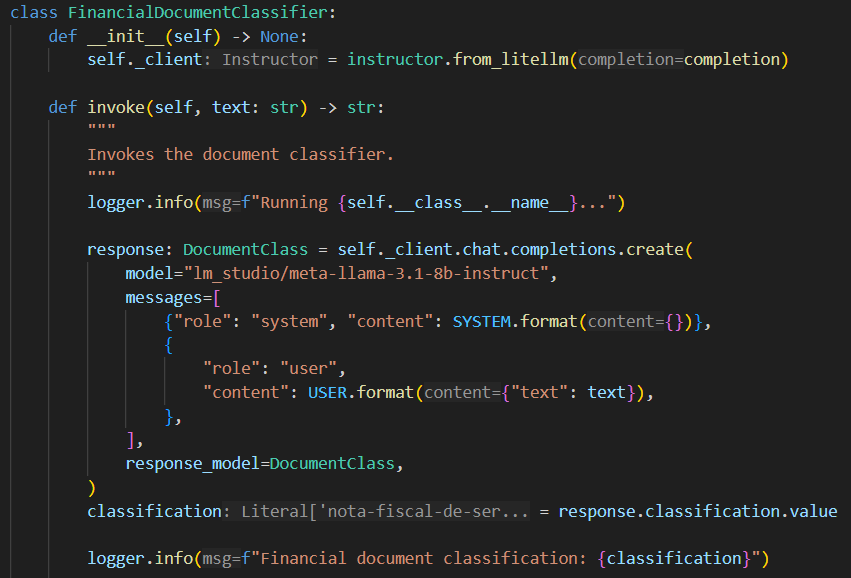 class FinancialDocumentClassifier:
def __init__(self) -> None:
self._client: Instructor = instructor.from_litellm(completion=completion)
def invoke(self, text: str) -> str:
"""
Invokes the document classifier.
"""
logger.info(msg=f"Running {self.__class__.__name__}...")
response: DocumentClass = self._client.chat.completions.create(
model="lm_studio/meta-llama-3.1-8b-instruct",
messages=[
{"role": "system", "content": SYSTEM.format(content={})},
{
"role": "user",
"content": USER.format(content={"text": text}),
},
],
response_model=DocumentClass,
)
classification: Literal['nota-fiscal-de-ser... = response.classification.value
logger.info(msg=f"Financial document classification: {classification}")